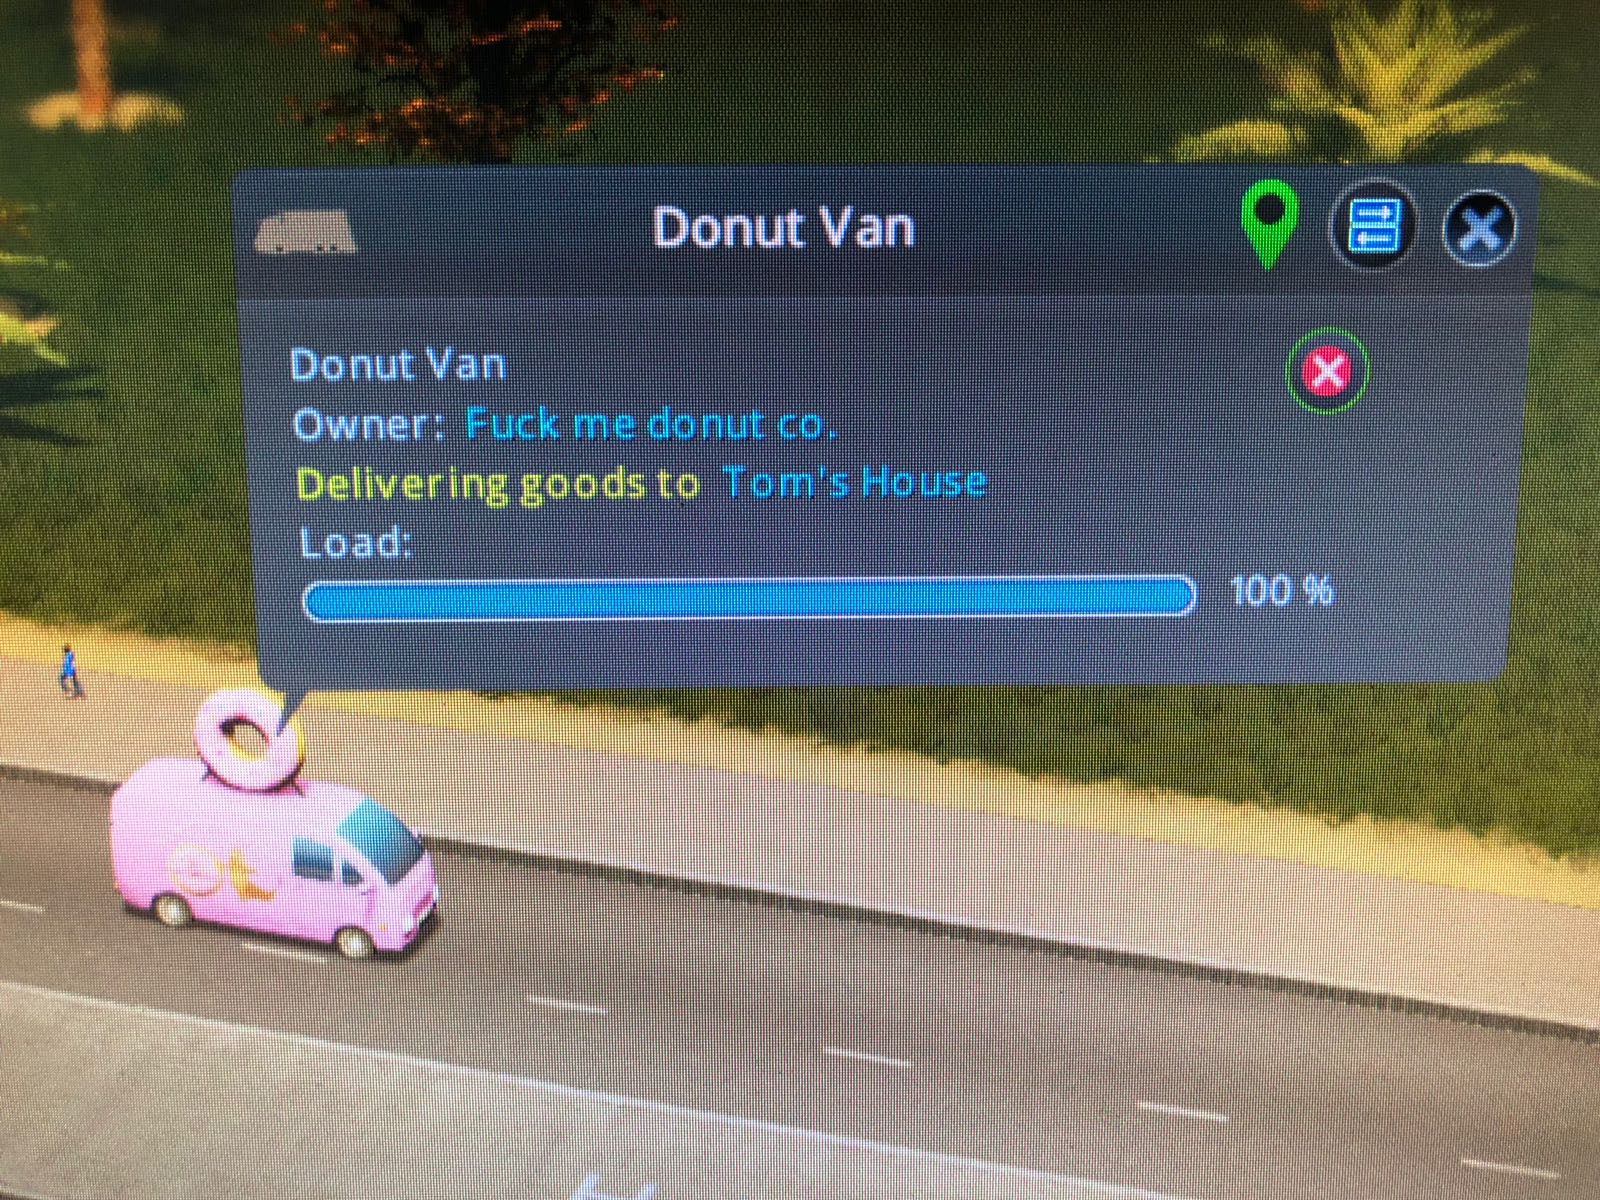 Donut Van
Donut Van
Owner: Fuck me donut co.
Delivering goods to Tom's House
Load:
100 %